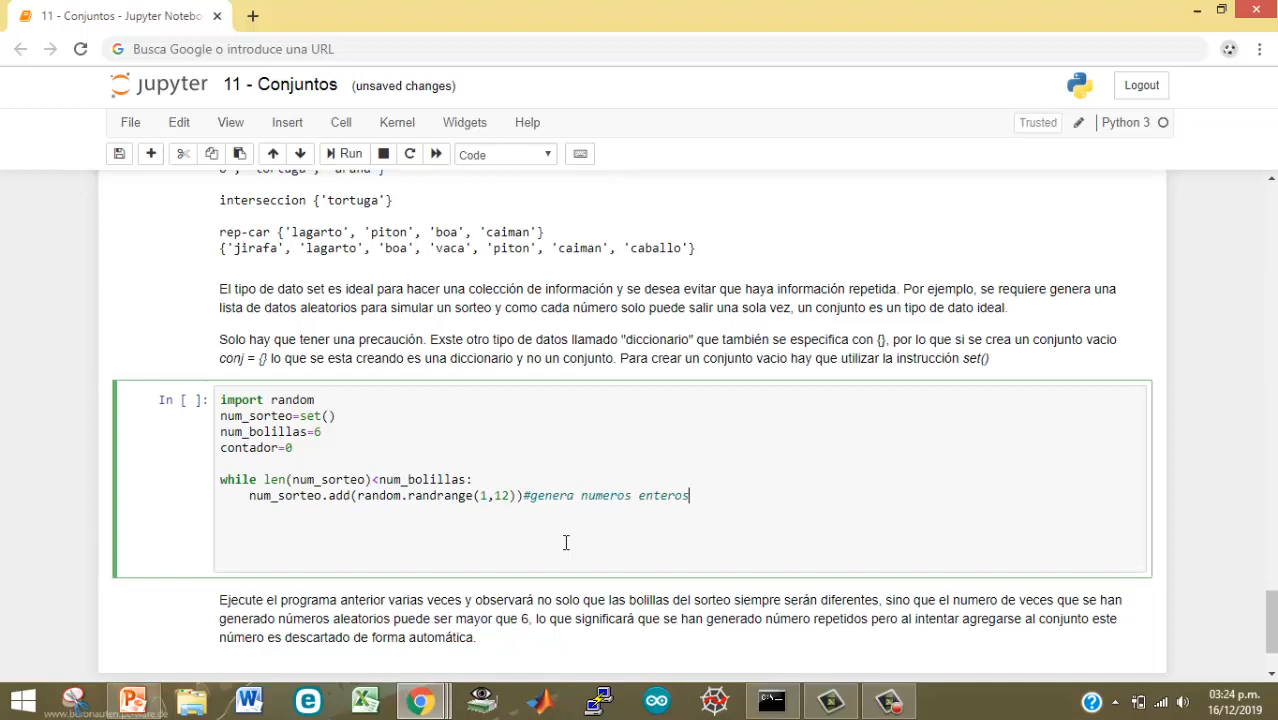 11 - Conjuntos - Jupyter Notebo
Busca Google o introduce una URL
jupyter 11 - Conjuntos (unsaved changes)
Logout
File Edit View Insert Cell Kernel Widgets Help
Trusted Python 3
Run Code
interseccion {'tortuga'}
rep-car {'lagarto', 'piton', 'boa', 'caiman'}
{'jirafa', 'lagarto', 'boa', 'vaca', 'piton', 'caiman', 'caballo'}
El tipo de dato set es ideal para hacer una colección de información y se desea evitar que haya información repetida. Por ejemplo, se requiere genera una
lista de datos aleatorios para simular un sorteo y como cada número solo puede salir una sola vez, un conjunto es un tipo de dato ideal.
Solo hay que tener una precaución. Exste otro tipo de datos llamado "diccionario" que también se especifica con {}, por lo que si se crea un conjunto vacio
conj = {} lo que se esta creando es una diccionario y no un conjunto. Para crear un conjunto vacio hay que utilizar la instrucción set()
In [ ]:
import random
num_sorteo=set()
num_bolillas=6
contador=0
while len(num_sorteo)<num_bolillas:
num_sorteo.add(random.randrange(1,12))#genera numeros enteros
Ejecute el programa anterior varias veces y observará no solo que las bolillas del sorteo siempre serán diferentes, sino que el numero de veces que se han
generado números aleatorios puede ser mayor que 6, lo que significará que se han generado número repetidos pero al intentar agregarse al conjunto este
número es descartado de forma automática.
03:24 p.m.
16/12/2019